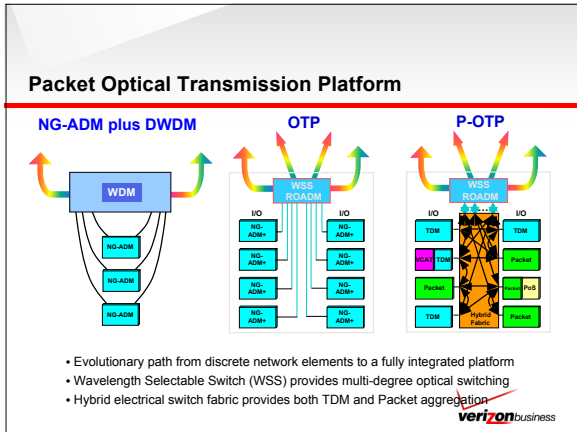 Packet Optical Transmission Platform
NG-ADM plus DWDM
OTP
P-OTP
WDM
NG-ADM
NG-ADM
NG-ADM
WSS
ROADM
I/O
I/O
NG-
ADM+
NG-
ADM+
NG-
ADM+
NG-
ADM+
NG-
ADM+
NG-
ADM+
NG-
ADM+
NG-
ADM+
WSS
ROADM
I/O
I/O
TDM
TDM
VCAT
TDM
Packet
Packet
Packet
PoS
TDM
Hybrid
Fabric
Packet
• Evolutionary path from discrete network elements to a fully integrated platform
• Wavelength Selectable Switch (WSS) provides multi-degree optical switching
• Hybrid electrical switch fabric provides both TDM and Packet aggregation
verizonbusiness